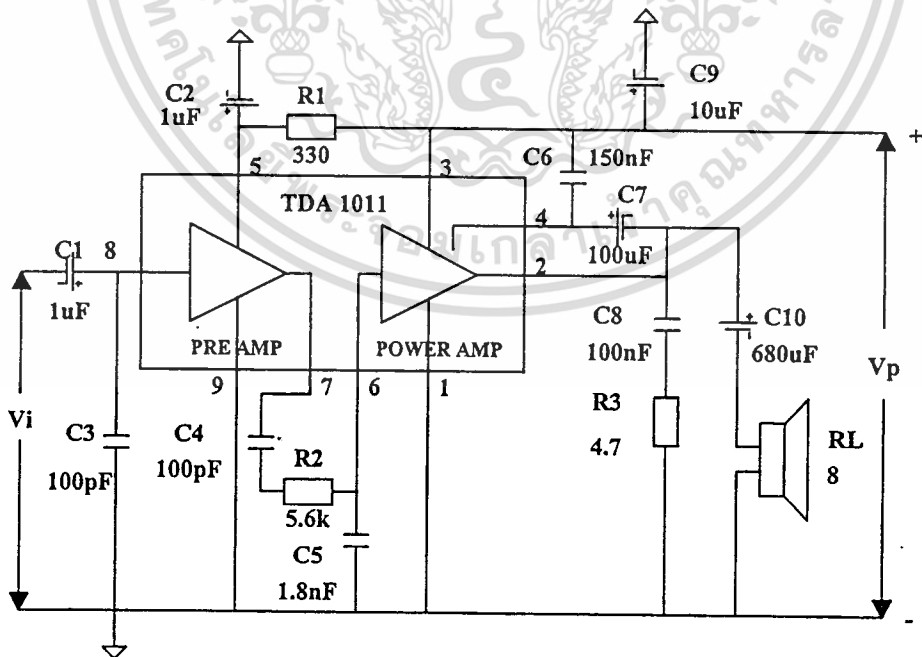 C2
1uF
R1
330
C9
10uF
+
C6
150nF
5
3
TDA 1011
C7
4
100uF
C1
8
1uF
2
PRE AMP
POWER AMP
C8
100nF
C10
680uF
9
7
6
1
Vi
Vp
C3
100pF
C4
100pF
R2
5.6k
R3
4.7
RL
8
C5
1.8nF
-